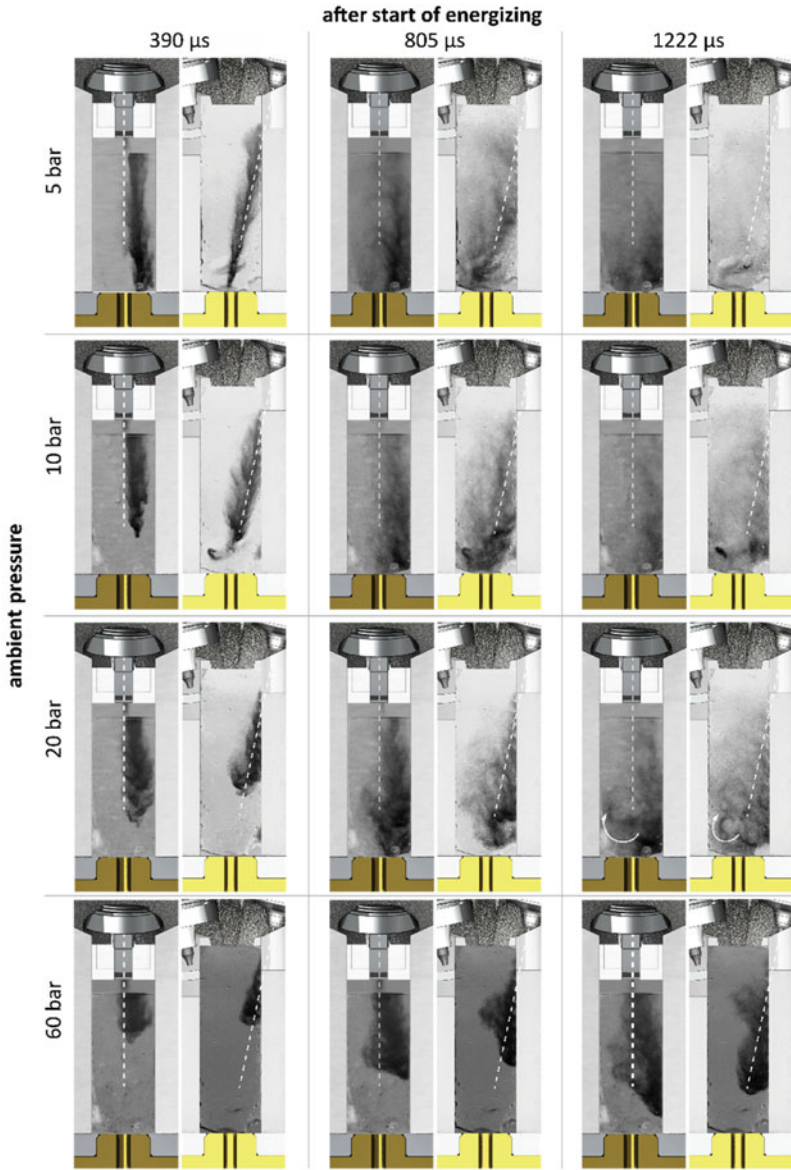 after start of energizing
390 µs
805 µs
1222 µs
ambient pressure
5 bar
10 bar
20 bar
60 bar